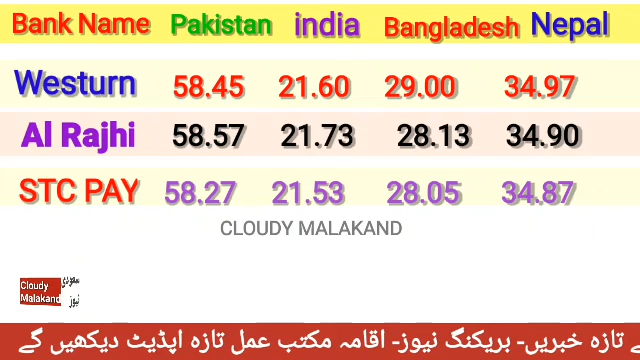 Bank Name Pakistan india Bangladesh Nepal
Westurn 58.45 21.60 29.00 34.97
Al Rajhi 58.57 21.73 28.13 34.90
STC PAY 58.27 21.53 28.05 34.87
CLOUDY MALAKAND
Cloudy سعودی
Malakand نیوز
ے تازہ خبریں- بریکنگ نیوز- اقامہ مکتب عمل تازہ اپڈیٹ دیکھیں گے